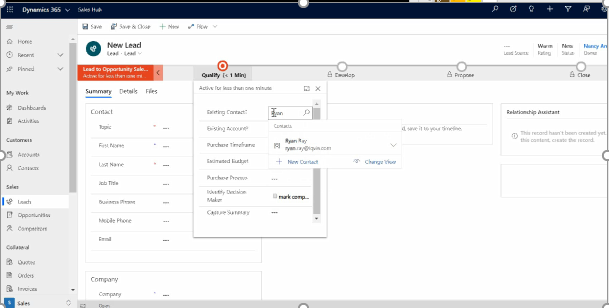 Dynamics 365
Sales Hub
Save
Save & Close
New
Flow
Home
Recent
Pinned
My Work
Dashboards
Activities
Customers
Accounts
Contacts
Sales
Leads
Opportunities
Competitors
Collateral
Quotes
Orders
Invoices
Sales
New Lead
Lead · Lead
Lead Source
Warm
Rating
New
Status
Nancy An
Owner
Lead to Opportunity Sale...
Active for less than one mi
Qualify (< 1 Min)
Develop
Propose
Close
Summary
Details
Files
Contact
Topic * ---
First Name * ---
Last Name * ---
Job Title ---
Business Phone ---
Mobile Phone ---
Email ---
Company
Company * ---
Open
Active for less than one minute
Existing Contact?
Existing Account?
Purchase Timeframe
Estimated Budget
Purchase Process ---
Identify Decision
Maker
mark comp...
Capture Summary ---
Contacts
Ryan Ray
New Contact
Change View
d, save it to your timeline.
Relationship Assistant
This record hasn't been created yet.
this content, create the record.